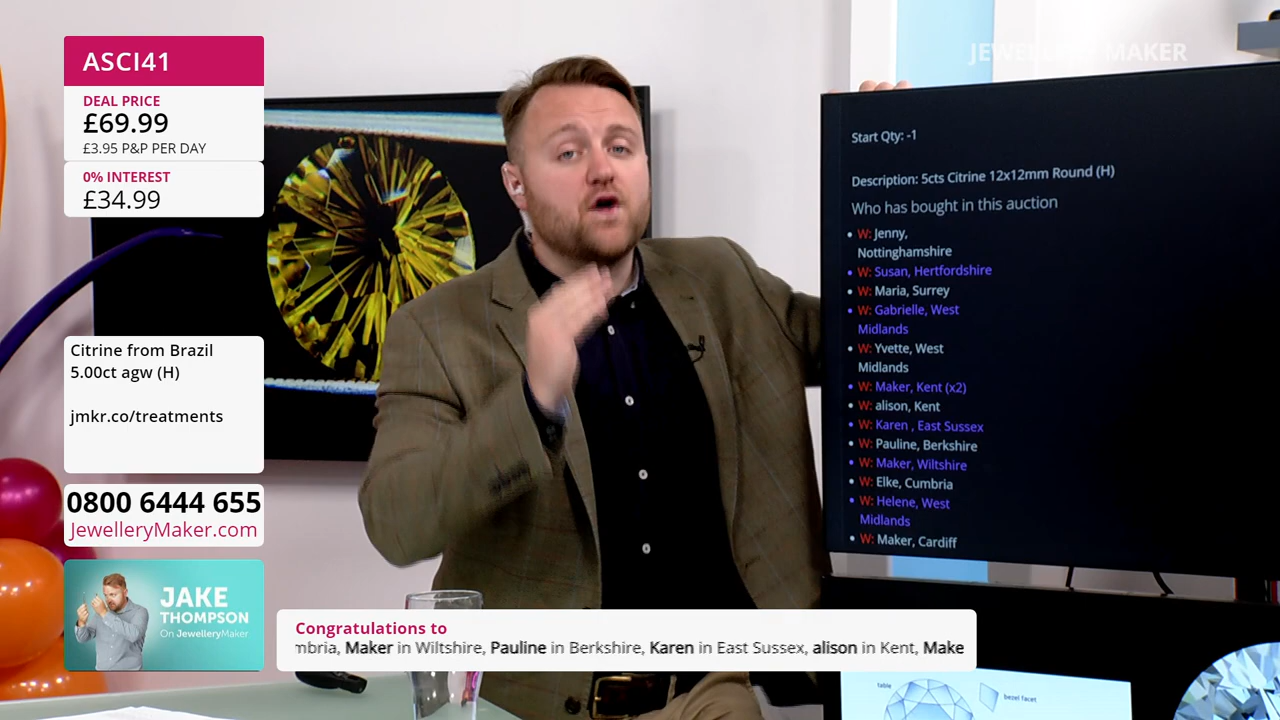 ASCI41
DEAL PRICE
£69.99
£3.95 P&P PER DAY
0% INTEREST
£34.99
Citrine from Brazil
5.00ct agw (H)
jmkr.co/treatments
0800 6444 655
JewelleryMaker.com
JAKE
THOMPSON
On JewelleryMaker
JEWELLERY MAKER
Start Qty: -1
Description: 5cts Citrine 12x12mm Round (H)
Who has bought in this auction
• W: Jenny,
Nottinghamshire
• W: Susan, Hertfordshire
• W: Maria, Surrey
• W: Gabrielle, West
Midlands
• W: Yvette, West
Midlands
• W: Maker, Kent (x2)
• W: alison, Kent
• W: Karen , East Sussex
• W: Pauline, Berkshire
• W: Maker, Wiltshire
• W: Elke, Cumbria
• W: Helene, West
Midlands
• W: Maker, Cardiff
Congratulations to
mbria, Maker in Wiltshire, Pauline in Berkshire, Karen in East Sussex, alison in Kent, Make
table
bezel facet